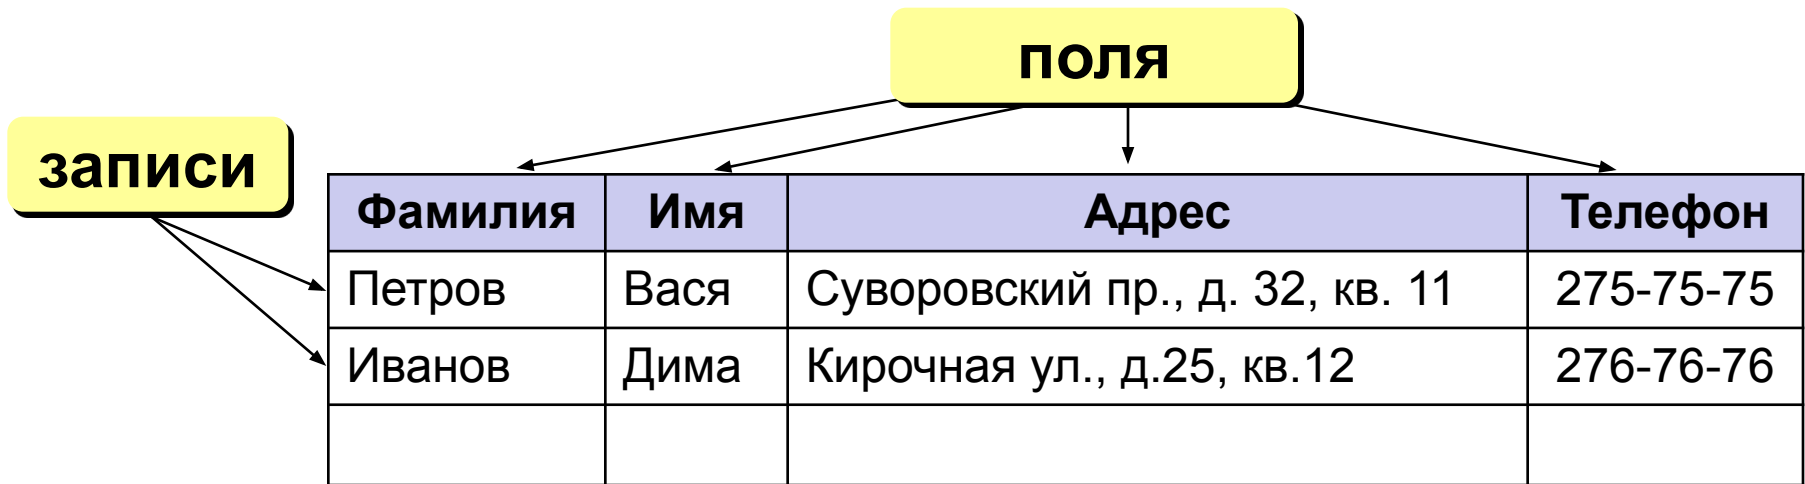 поля
записи
Фамилия Имя Адрес Телефон
Петров Вася Суворовский пр., д. 32, кв. 11 275-75-75
Иванов Дима Кирочная ул., д.25, кв.12 276-76-76